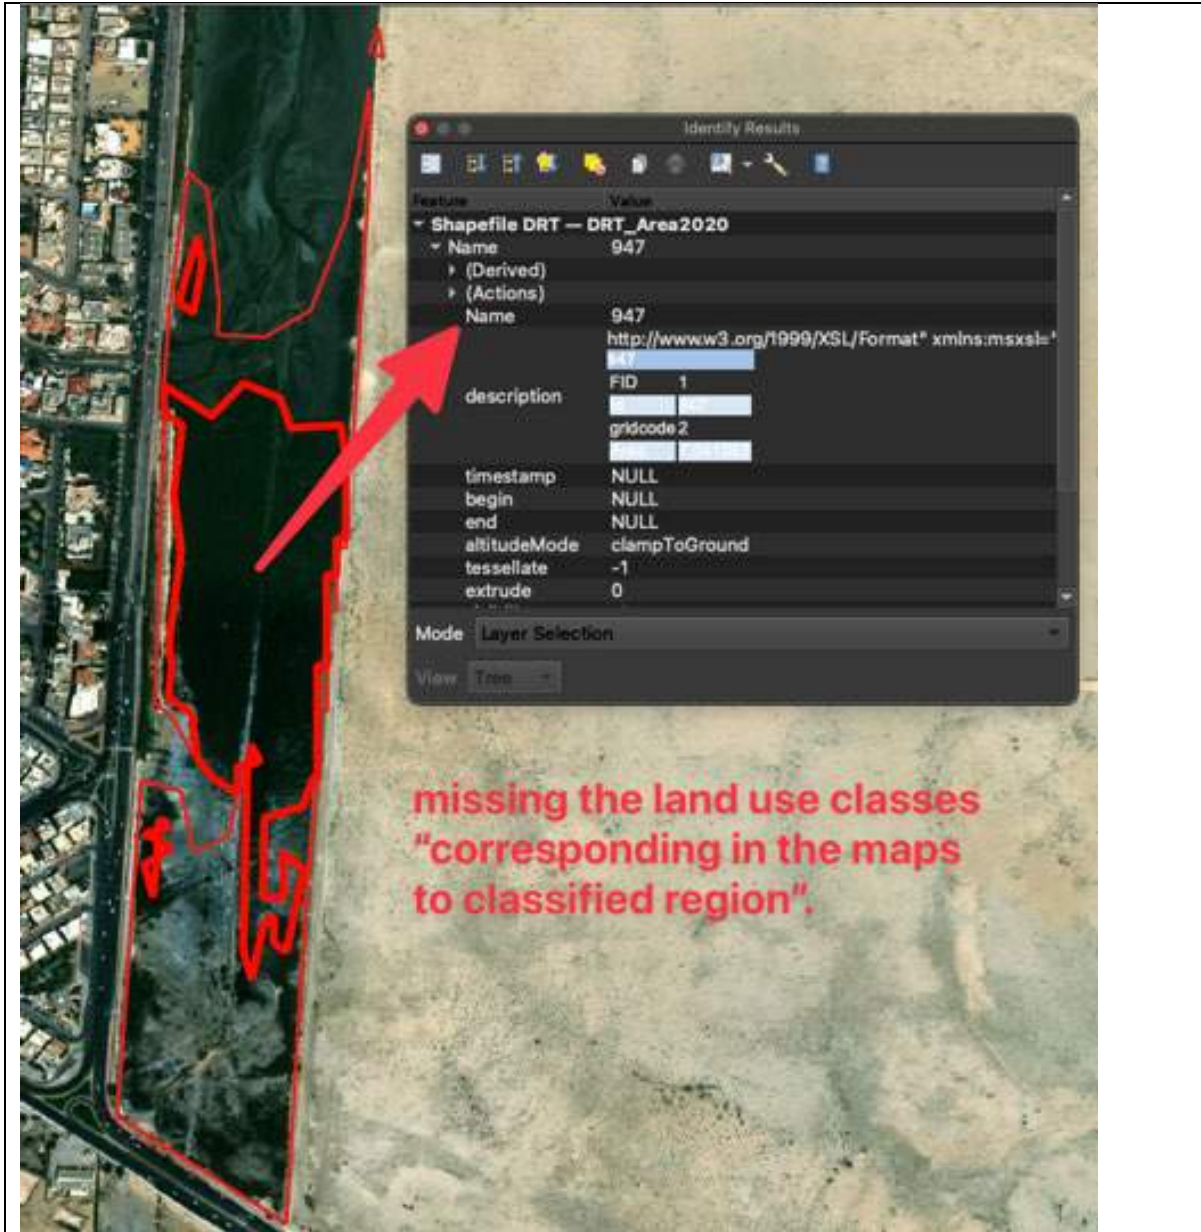 Identify Results
Feature Value
Shapefile DRT — DRT_Area2020
Name 947
(Derived)
(Actions)
Name 947
http://www.w3.org/1999/XSL/Format" xmlns:msxsl="
947
FID 1
description
gridcode 2
timestamp NULL
begin NULL
end NULL
altitudeMode clampToGround
tessellate -1
extrude 0
Mode Layer Selection
View Tree
missing the land use classes
"corresponding in the maps
to classified region".